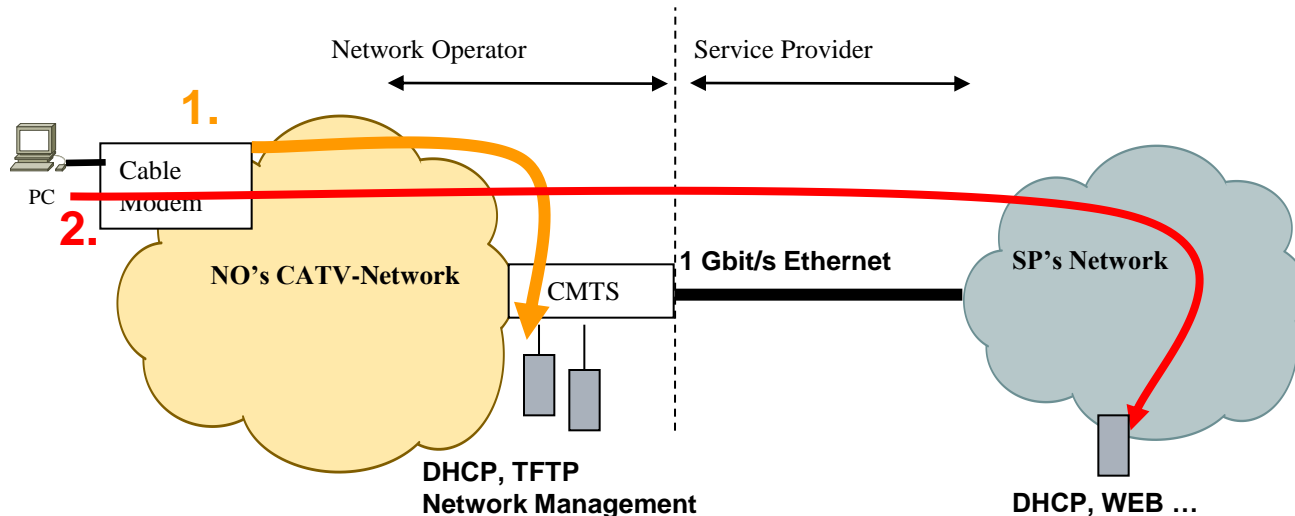 Network Operator
Service Provider
1.
Cable
Modem
PC
2.
NO's CATV-Network
CMTS
1 Gbit/s Ethernet
SP's Network
DHCP, TFTP
Network Management
DHCP, WEB …